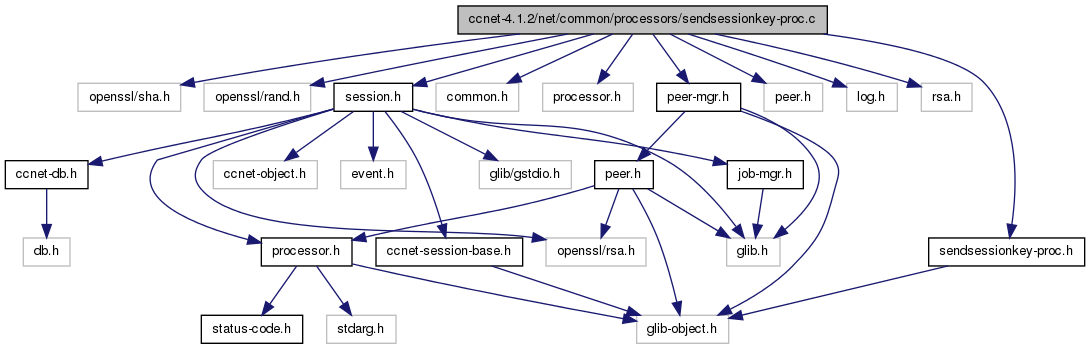 ccnet-4.1.2/net/common/processors/sendsessionkey-proc.c
openssl/sha.h
openssl/rand.h
session.h
common.h
processor.h
peer-mgr.h
peer.h
log.h
rsa.h
ccnet-db.h
ccnet-object.h
event.h
glib/gstdio.h
peer.h
job-mgr.h
db.h
processor.h
ccnet-session-base.h
openssl/rsa.h
glib.h
sendsessionkey-proc.h
status-code.h
stdarg.h
glib-object.h